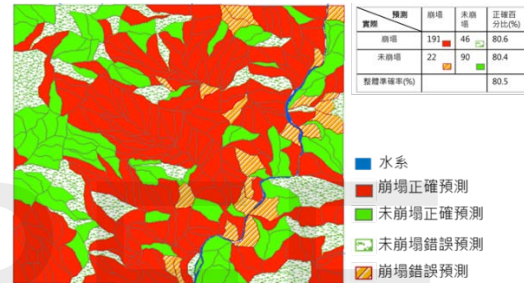 預測 崩塌 未崩塌 正確百分比(%)
實際
崩塌 191 46 80.6
未崩塌 22 90 80.4
整體準確率(%) 80.5
水系
崩塌正確預測
未崩塌正確預測
未崩塌錯誤預測
崩塌錯誤預測